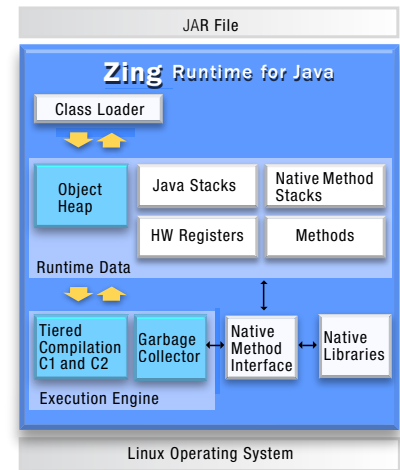 JAR File
Zing Runtime for Java
Class Loader
Object
Heap
Java Stacks
Native Method
Stacks
HW Registers
Methods
Runtime Data
Tiered
Compilation
C1 and C2
Garbage
Collector
Native
Method
Interface
Native
Libraries
Execution Engine
Linux Operating System